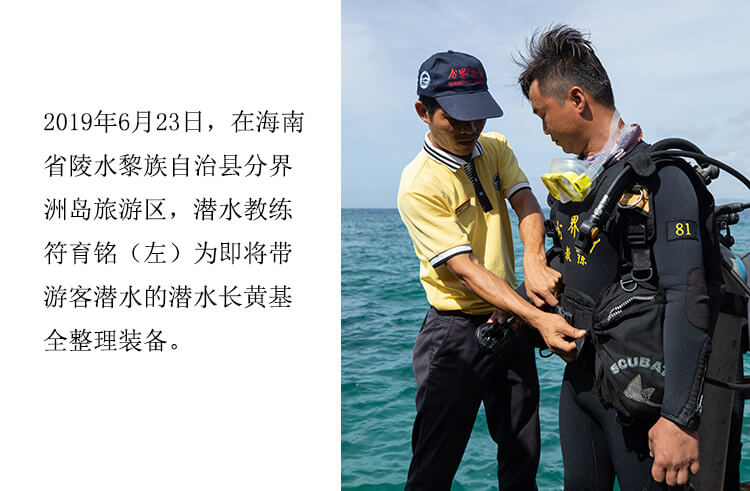 2019年6月23日，在海南
省陵水黎族自治县分界
洲岛旅游区，潜水教练
符育铭（左）为即将带
游客潜水的潜水长黄基
全整理装备。
81
SCUBA